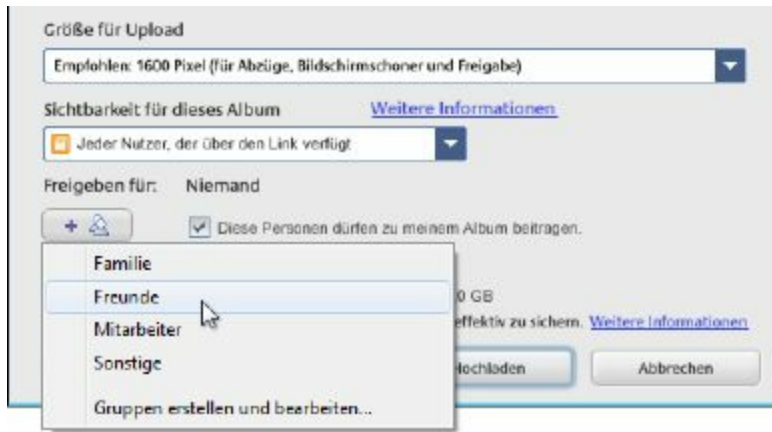 Größe für Upload
Empfohlen: 1600 Pixel (für Abzüge, Bildschirmschoner und Freigabe)
Sichtbarkeit für dieses Album Weitere Informationen
Jeder Nutzer, der über den Link verfügt
Freigeben für: Niemand
+ Diese Personen dürfen zu meinem Album beitragen.
Familie
Freunde 0 GB
Mitarbeiter effektiv zu sichern. Weitere Informationen
Sonstige Hochladen Abbrechen
Gruppen erstellen und bearbeiten...